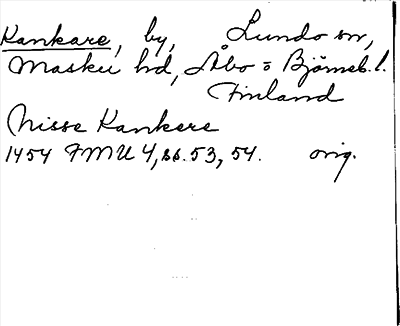 Kankare, by, Lundo sn,
Masku hd, Åbo o Björneb. l.
Finland
Nisse Kankere
1454 FMU 4, ss. 53, 54. orig.